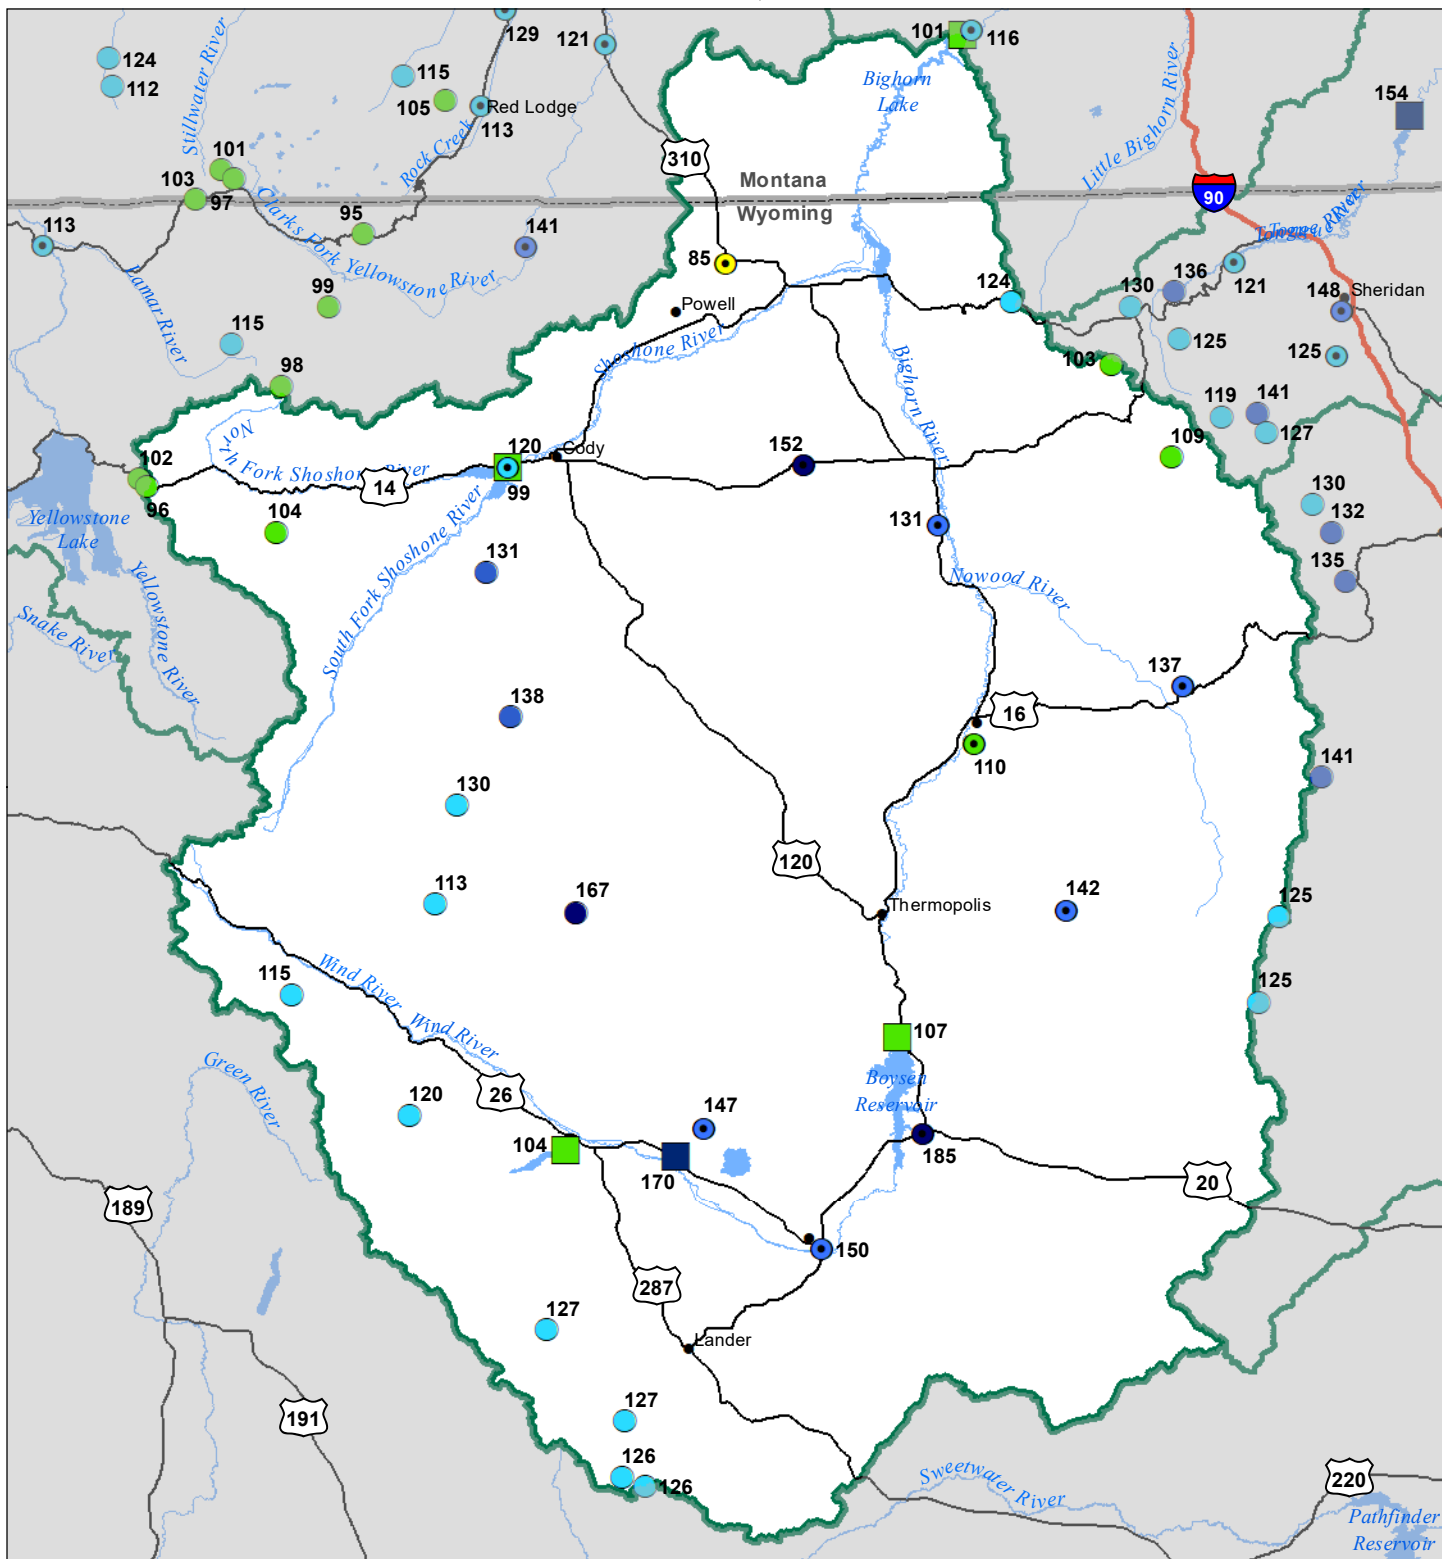 129
121
101
116
124
112
Stillwater River
115
105
Red Lodge
113
Bighorn
Lake
Little Bighorn River
154
Rock Creek
310
101
103
97
Montana
Wyoming
90
Clarks Fork Yellowstone River
95
141
113
85
Tongue River
Tongue River
136
121
130
124
148
Sheridan
99
Lamar River
Powell
115
Shoshone River
125
125
98
Bighorn River
103
119
141
127
109
North Fork Shoshone River
120
Cody
99
152
14
102
96
104
Yellowstone
Lake
131
130
132
135
South Fork Shoshone River
131
Nowood River
Yellowstone River
Snake River
137
138
16
110
141
130
120
113
167
Thermopolis
142
125
115
Wind River
Wind River
125
107
Green River
Boysen
Reservoir
26
120
147
104
170
185
20
189
150
287
127
Lander
191
127
126
126
Sweetwater River
220
Pathfinder
Reservoir